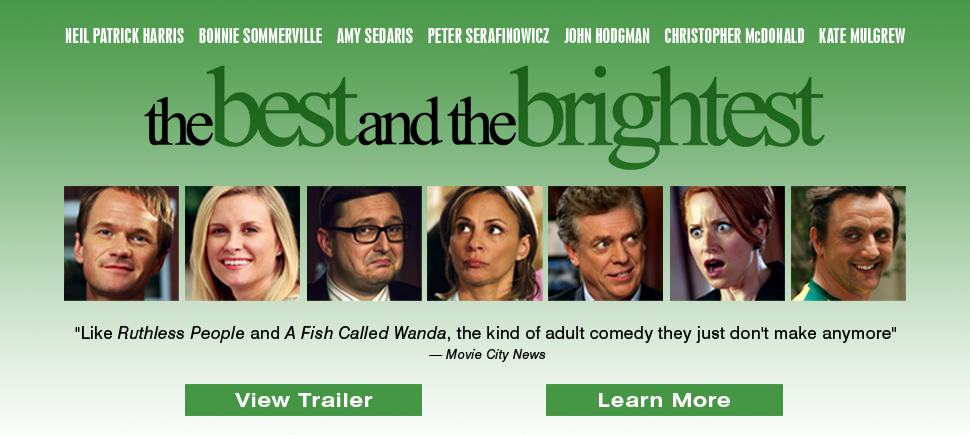 NEIL PATRICK HARRIS BONNIE SOMMERVILLE AMY SEDARIS PETER SERAFINOWICZ JOHN HODGMAN CHRISTOPHER McDONALD KATE MULGREW
the best and the brightest
"Like Ruthless People and A Fish Called Wanda, the kind of adult comedy they just don't make anymore"
— Movie City News
View Trailer Learn More